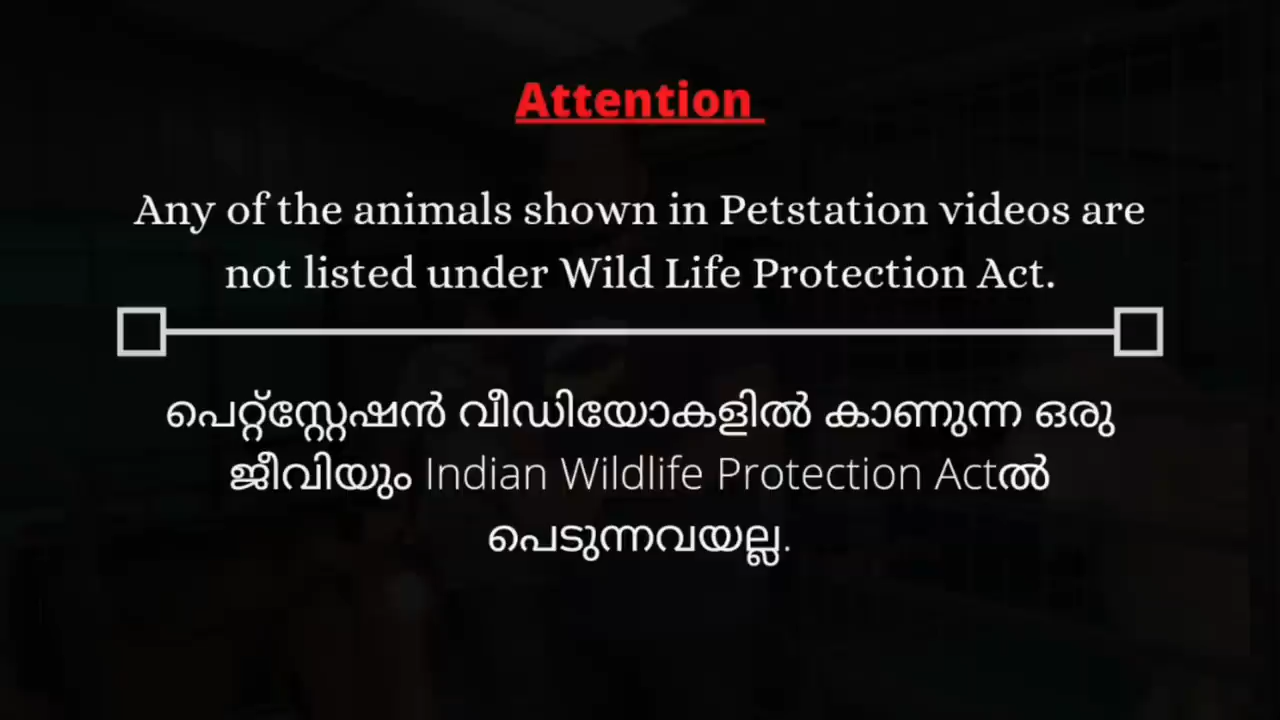 Attention
Any of the animals shown in Petstation videos are
not listed under Wild Life Protection Act.
പെറ്റ്സ്റ്റേഷൻ വീഡിയോകളിൽ കാണുന്ന ഒരു
ജീവിയും Indian Wildlife Protection Actൽ
പെടുന്നവയല്ല.